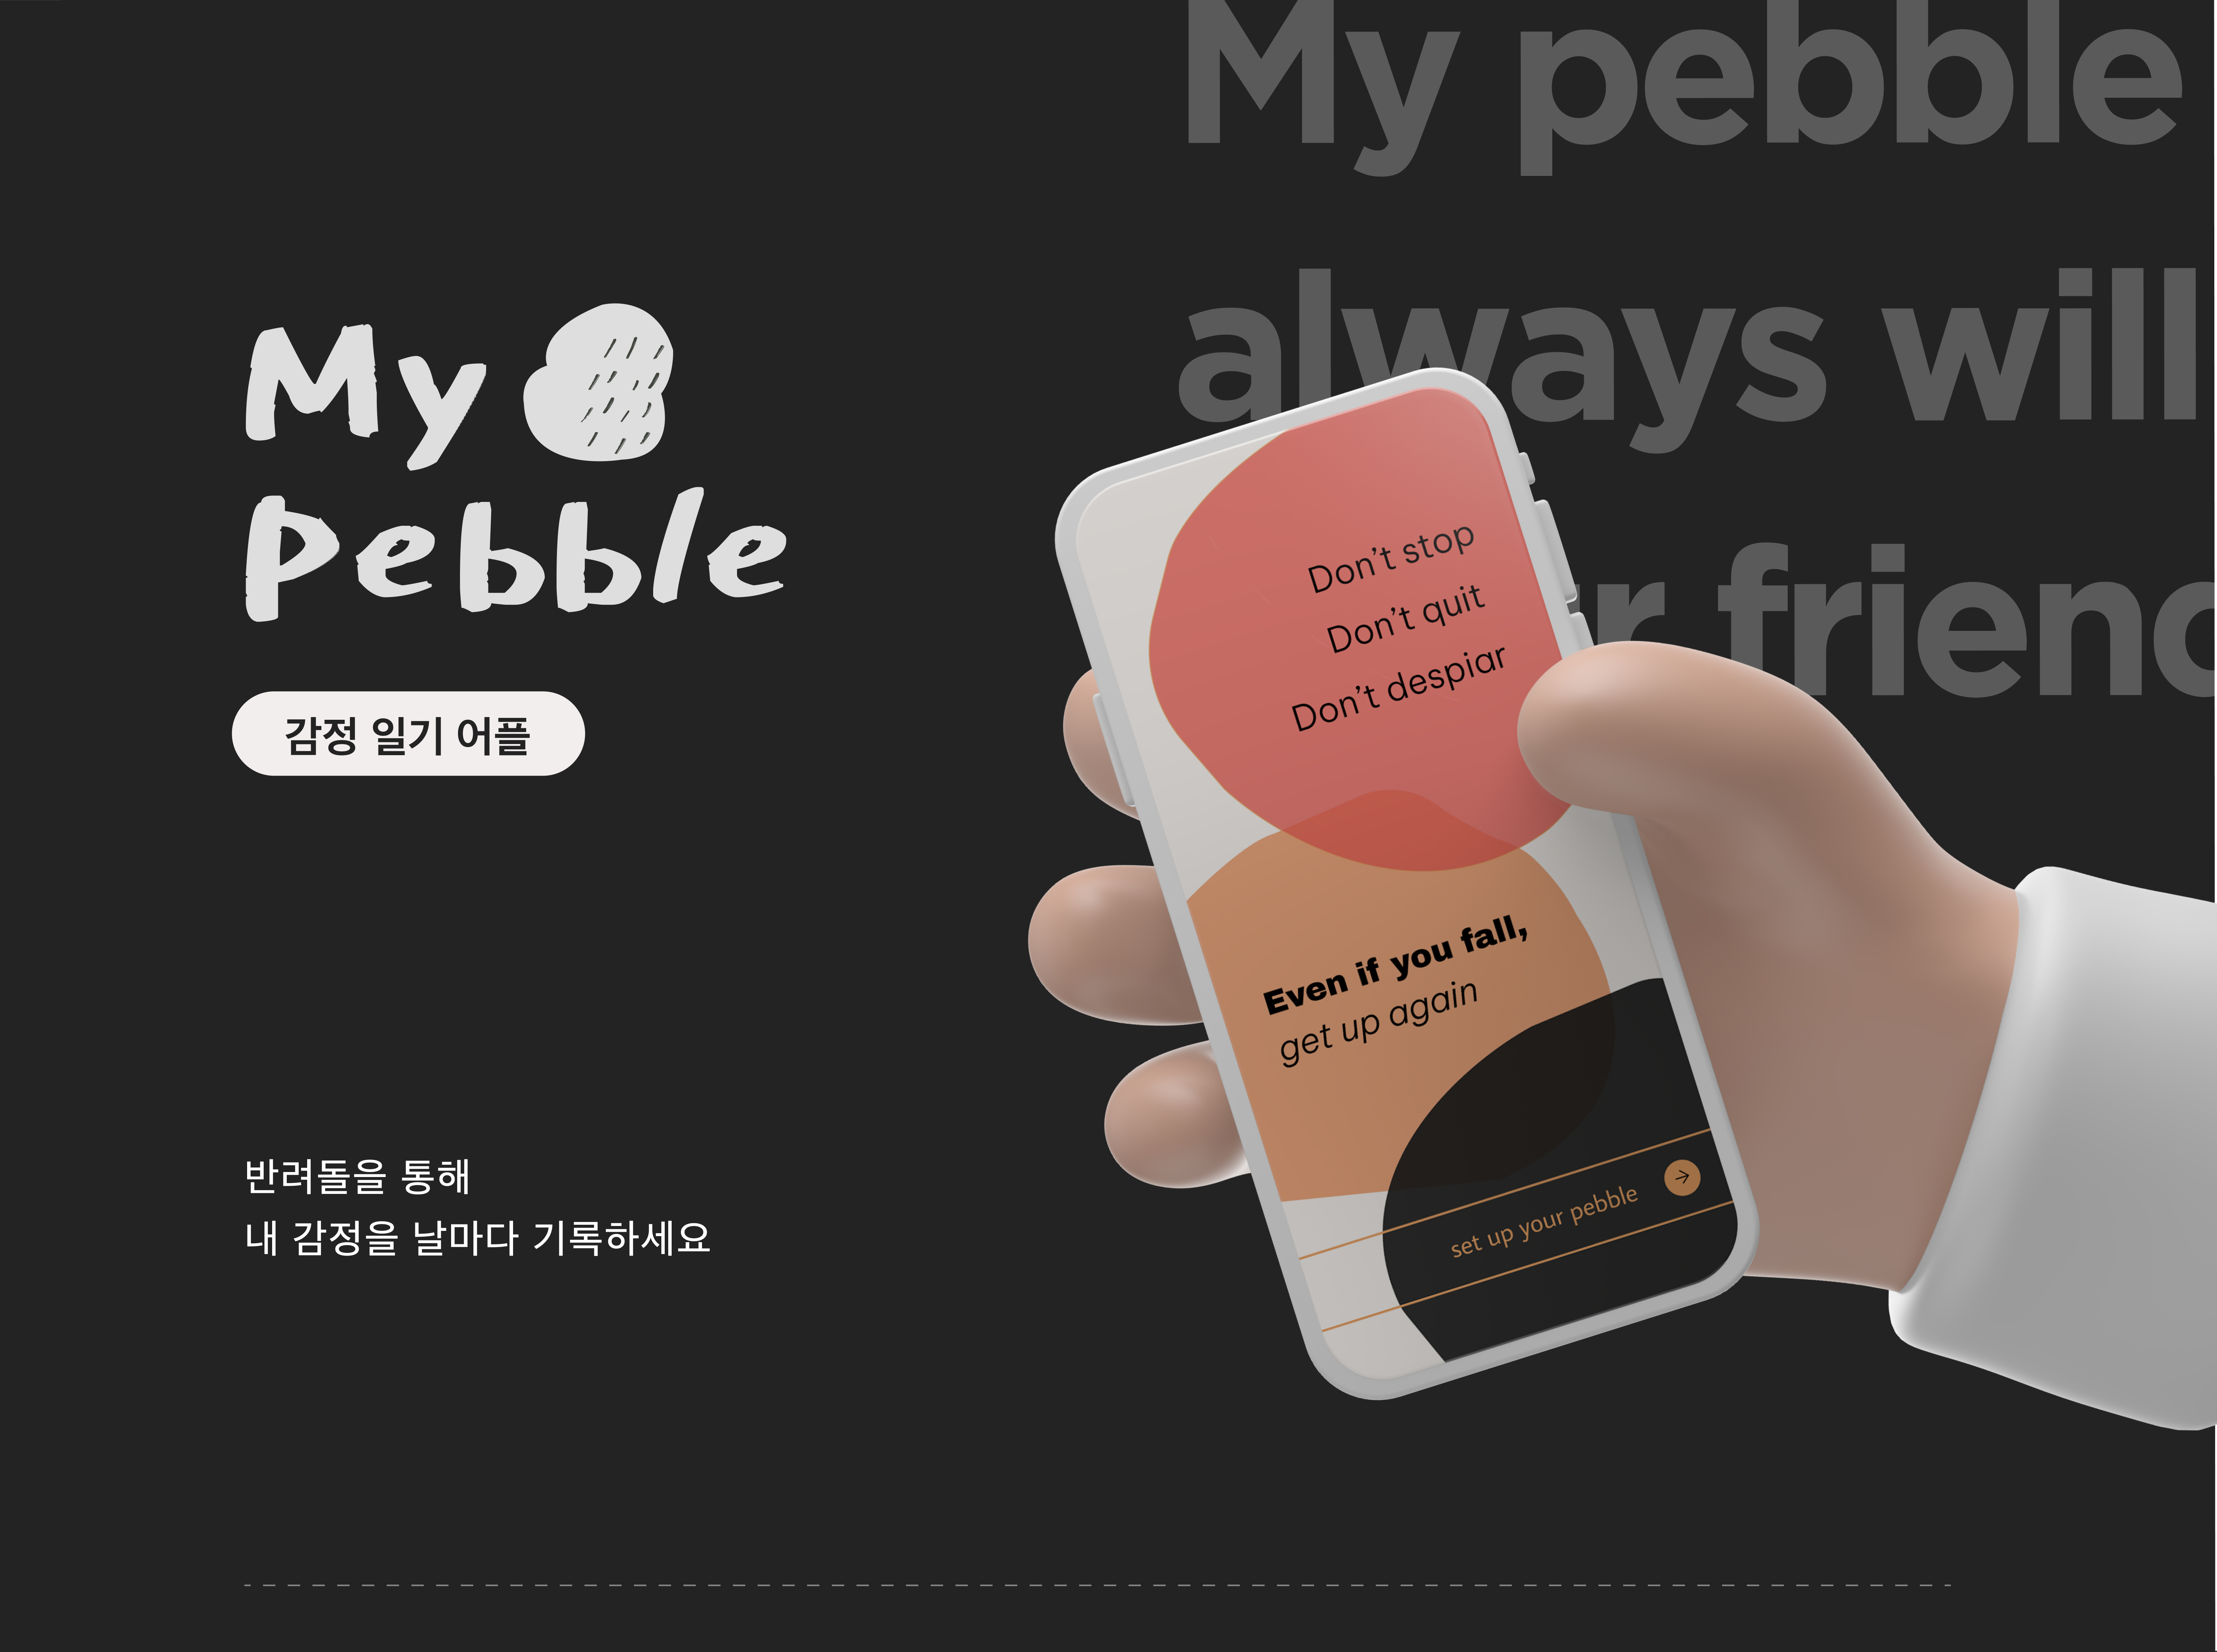 My pebble
always will
r friend
My
Pebble
감정 일기 어플
반려돌을 통해
내 감정을 날마다 기록하세요
Don't stop
Don't quit
Don't despiar
Even if you fall,
get up again
set up your pebble